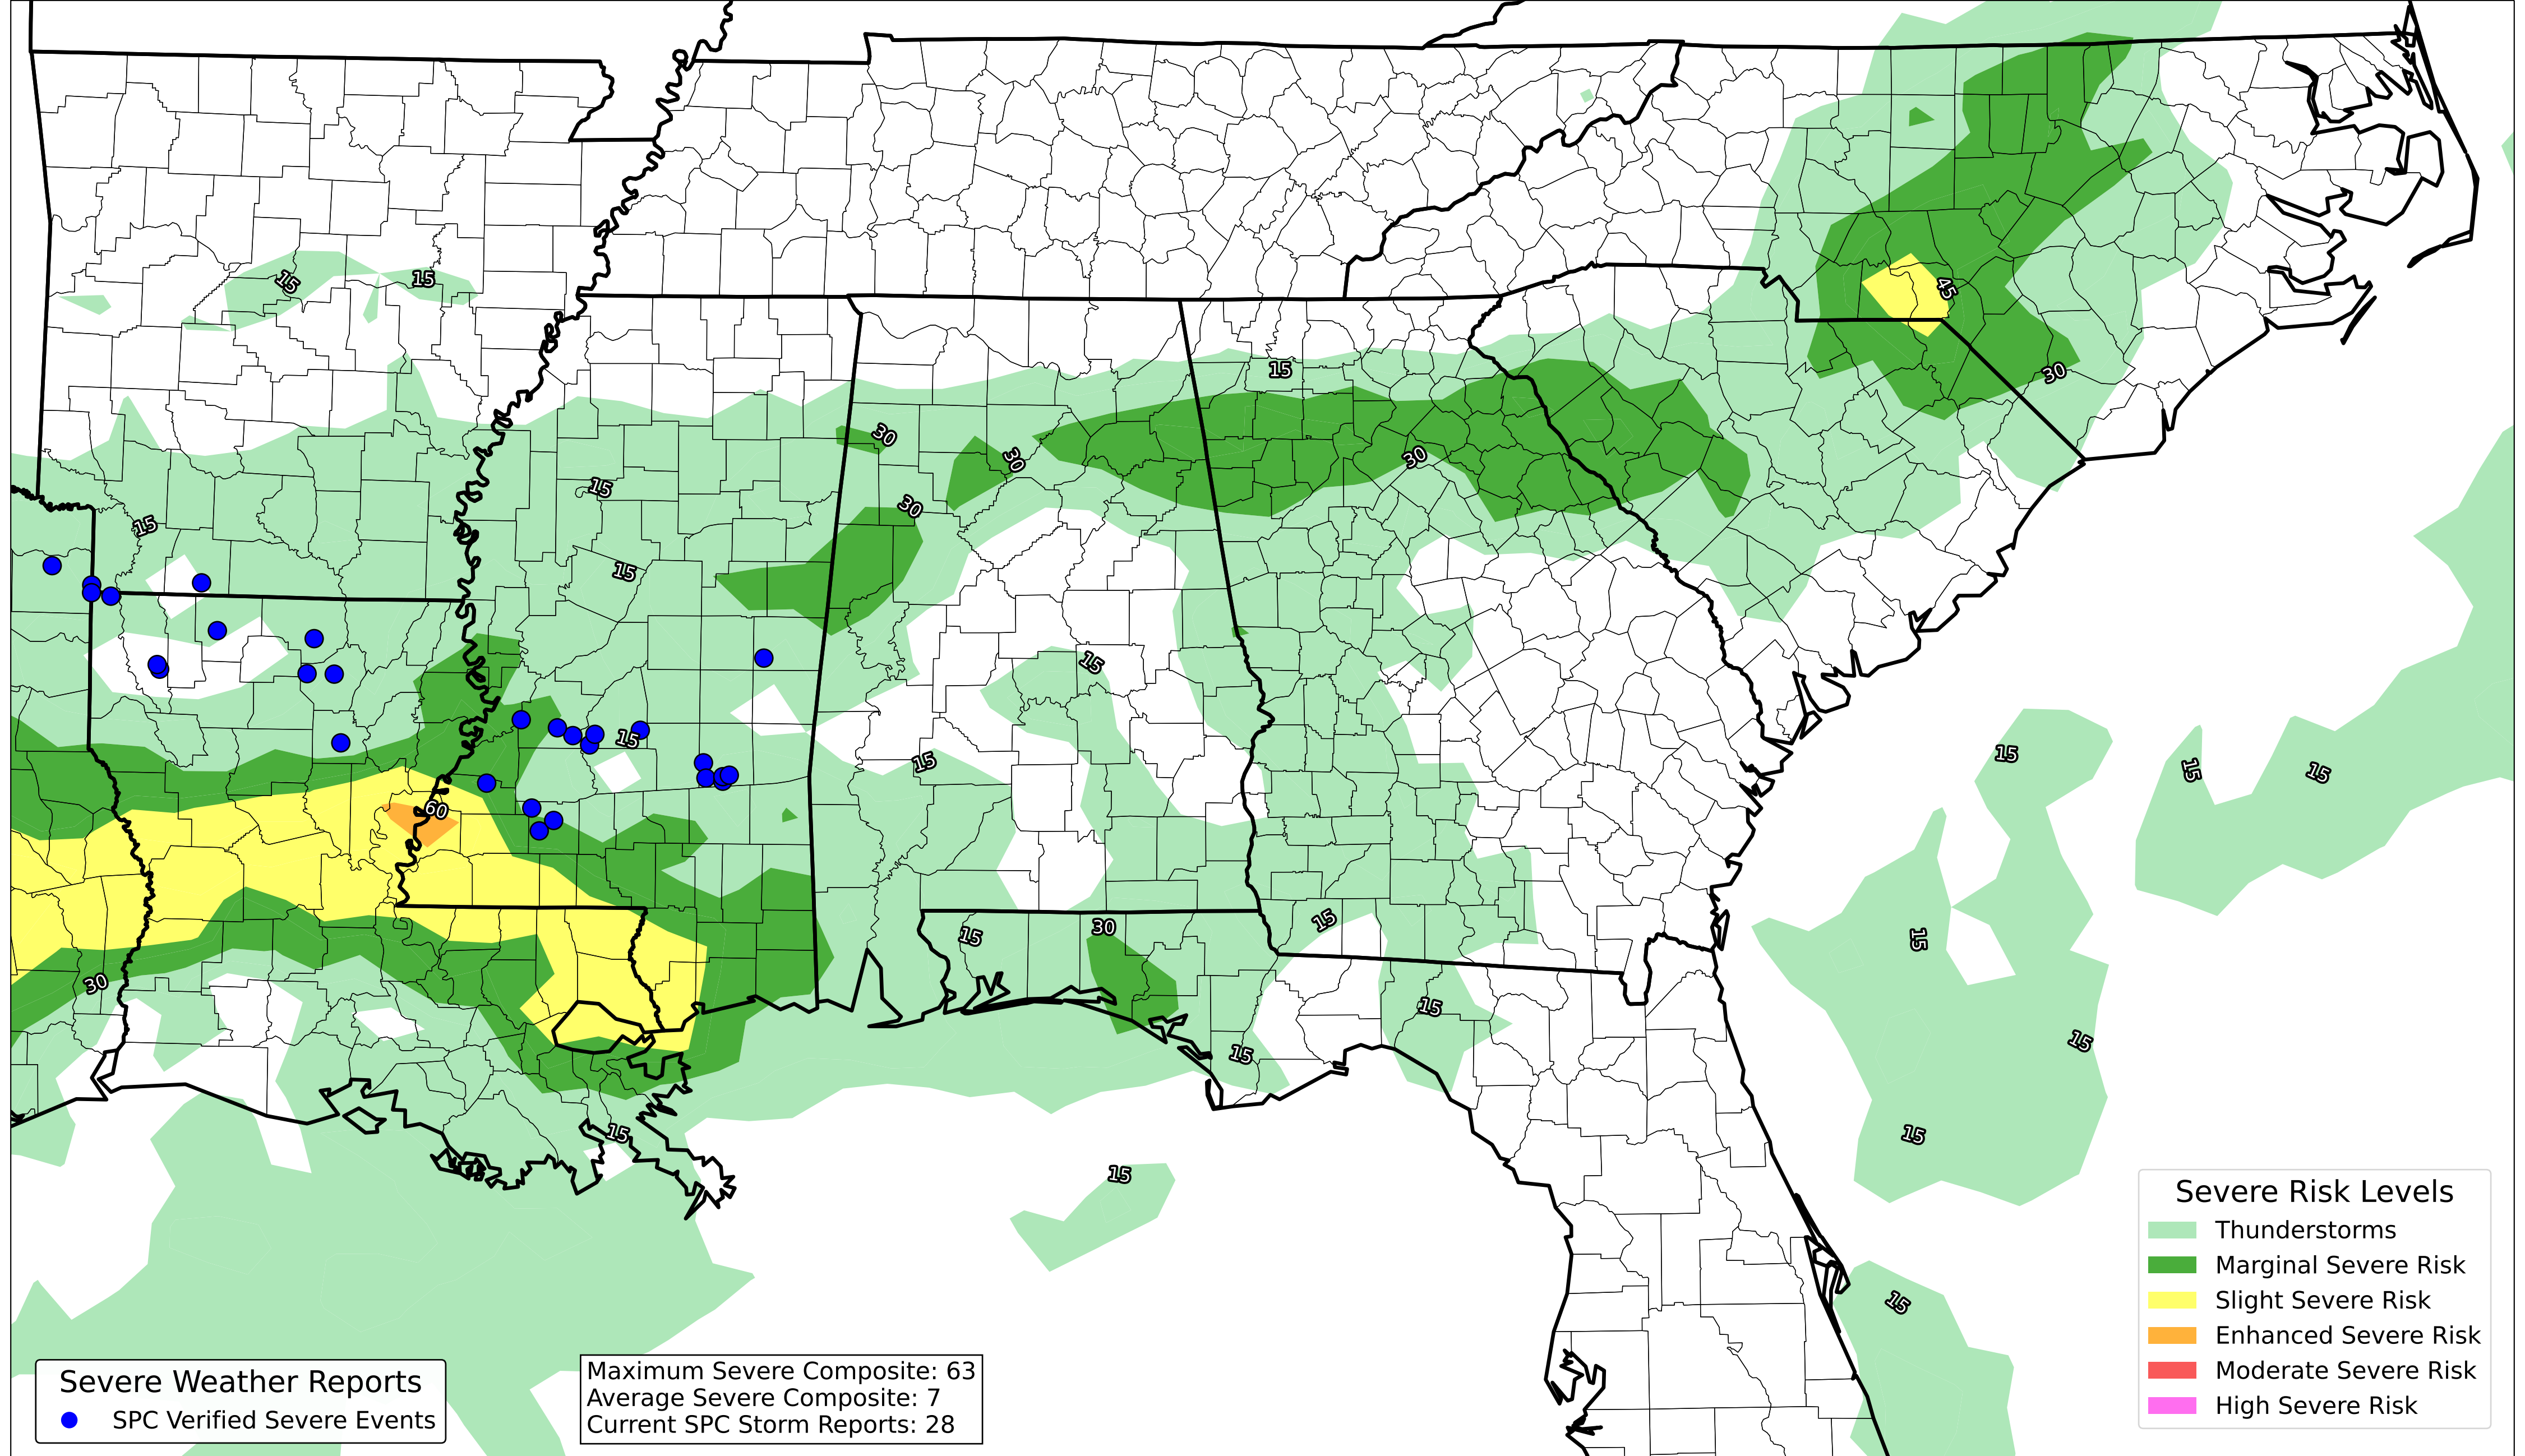 45
15
15
15
30
30
30
30
30
15
15
30
15
15
15
15
15
15
15
60
15
30
15
15
15
30
15
15
15
15
15
15
15
15
Severe Risk Levels
Thunderstorms
Marginal Severe Risk
Slight Severe Risk
Enhanced Severe Risk
Moderate Severe Risk
High Severe Risk
Severe Weather Reports
SPC Verified Severe Events
Maximum Severe Composite: 63
Average Severe Composite: 7
Current SPC Storm Reports: 28